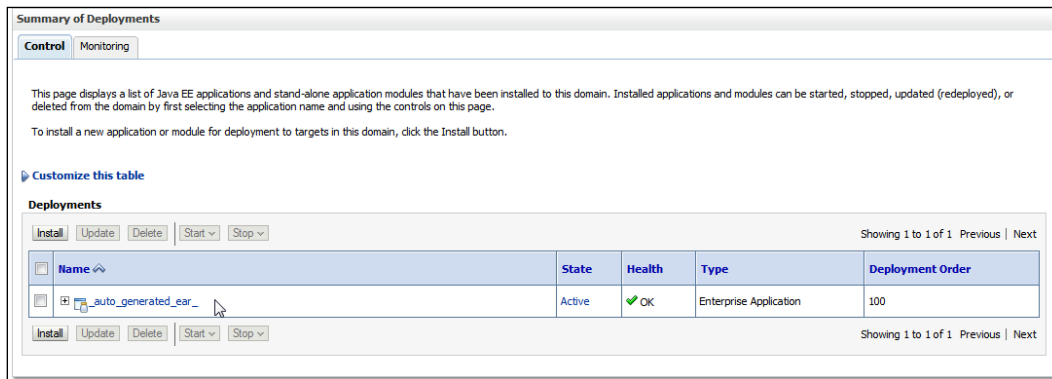 Summary of Deployments
Control Monitoring
This page displays a list of Java EE applications and stand-alone application modules that have been installed to this domain. Installed applications and modules can be started, stopped, updated (redeployed), or
deleted from the domain by first selecting the application name and using the controls on this page.
To install a new application or module for deployment to targets in this domain, click the Install button.
Customize this table
Deployments
Install Update Delete Start Stop Showing 1 to 1 of 1 Previous | Next
Name State Health Type Deployment Order
_auto_generated_ear_ Active OK Enterprise Application 100
Install Update Delete Start Stop Showing 1 to 1 of 1 Previous | Next